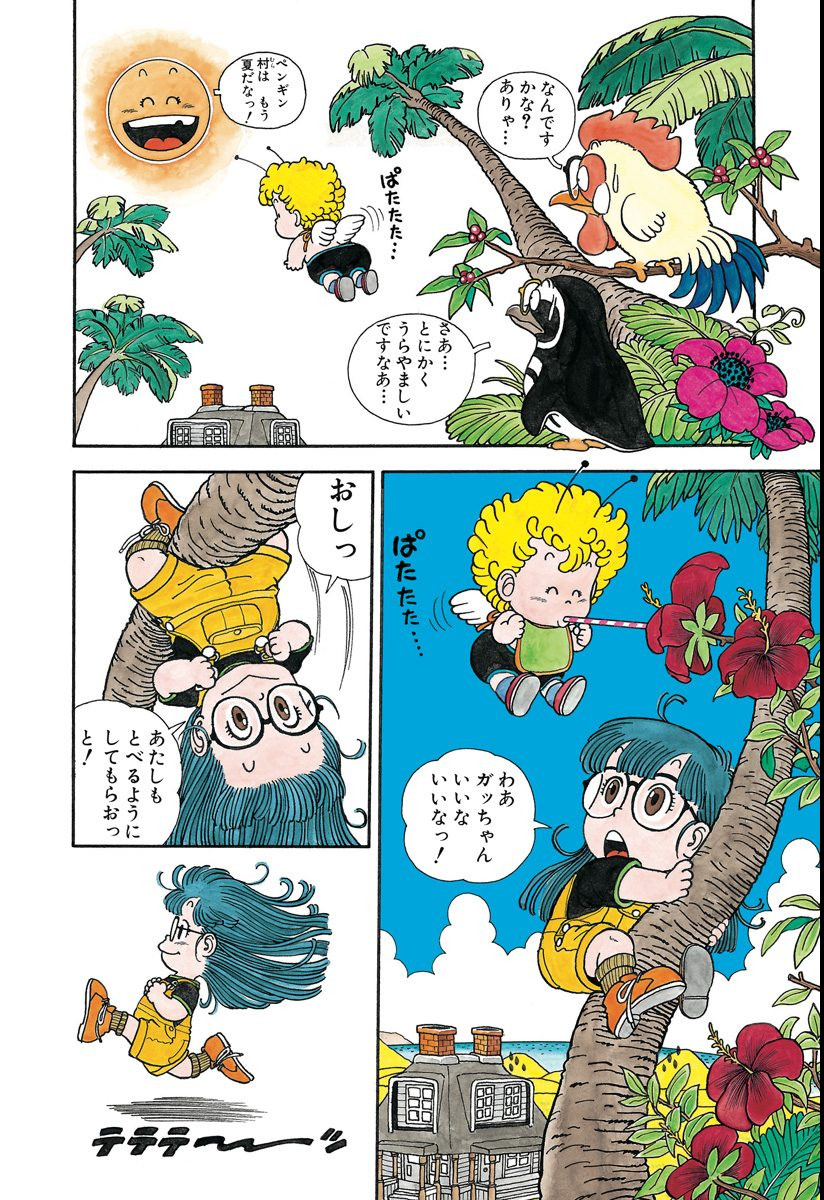 なんです
かな?
ありゃ…
ペンギン
村は もう
夏だなっ!
ぱたたた…
さあ…
とにかく
うらやましい
ですなあ…
ぱたたた……
わあ
ガッちゃん
いいな
いいなっ!
おしっ
あたしも
とべるように
してもらおっ
と!
テテテーーッ